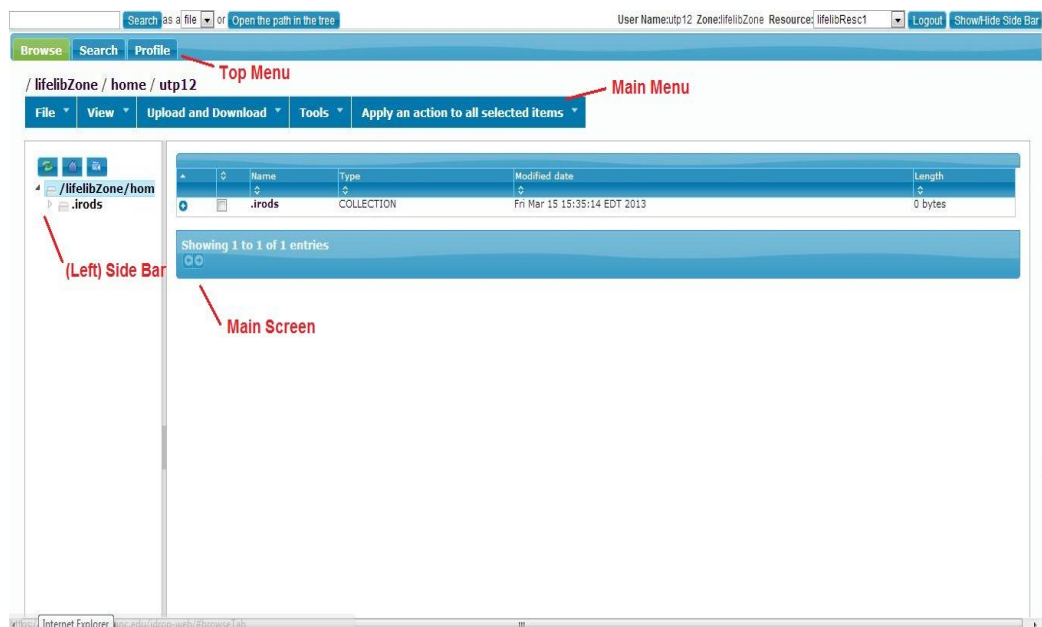 Search as a file or Open the path in the tree User Name:utp12 Zone:lifelibZone Resource: lifelibResc1 Logout Show/Hide Side Bar
Browse Search Profile
Top Menu
/ lifelibZone / home / utp12
Main Menu
File View Upload and Download Tools Apply an action to all selected items
Name Type Modified date Length
/lifelibZone/hom
.irods COLLECTION Fri Mar 15 15:35:14 EDT 2013 0 bytes
.irods
Showing 1 to 1 of 1 entries
(Left) Side Bar
Main Screen
Internet Explorer